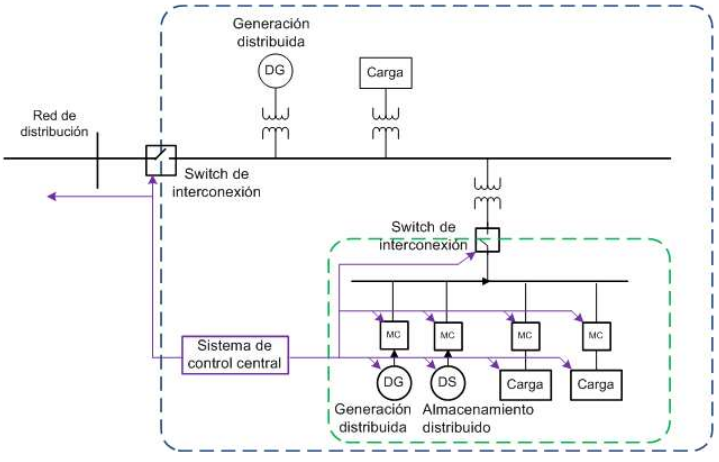 Generación
distribuida
DG
Carga
Red de
distribución
Switch de
interconexión
Switch de
interconexión
MC
MC
MC
MC
Sistema de
control central
DG
DS
Carga
Carga
Generación
distribuida
Almacenamiento
distribuido